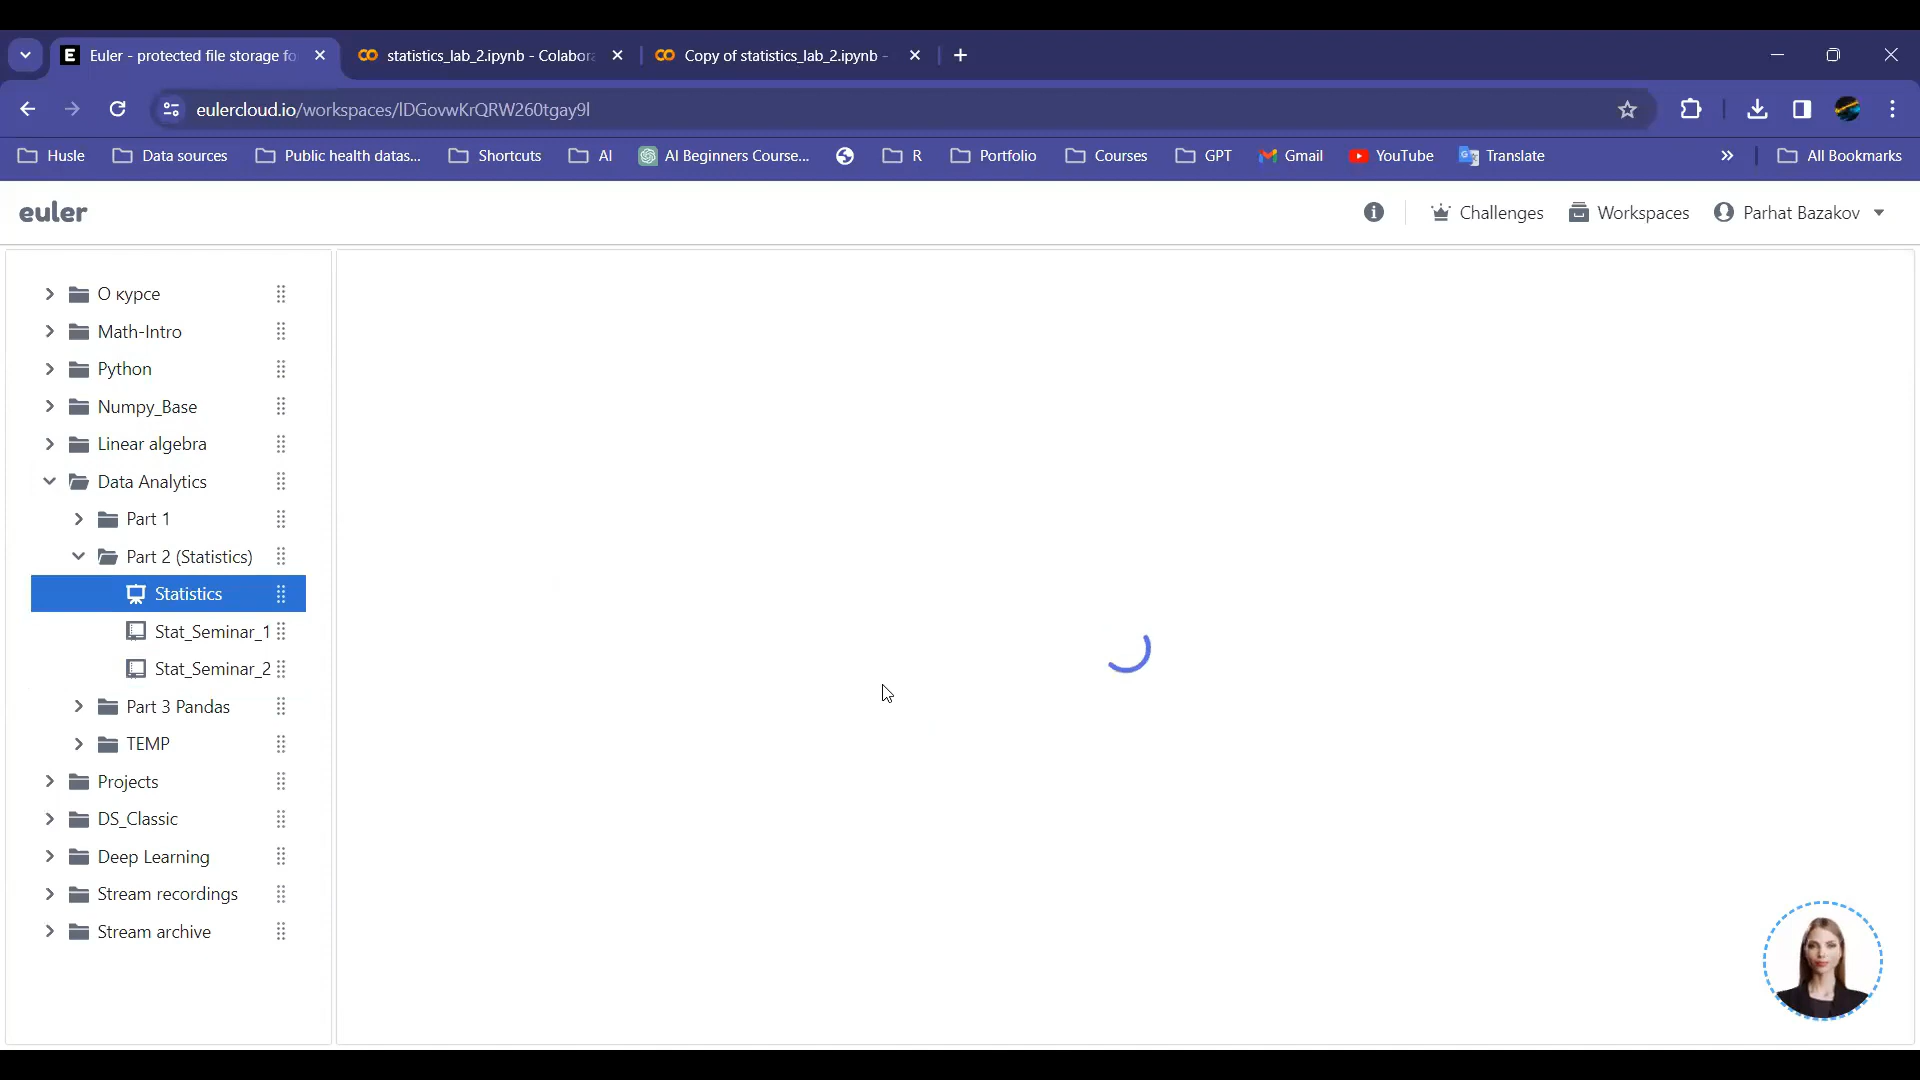 Euler - protected file storage fo
statistics_lab_2.ipynb - Colabora
Copy of statistics_lab_2.ipynb -
eulercloud.io/workspaces/lDGovwKrQRW260tgay9l
Husle
Data sources
Public health datas...
Shortcuts
AI
AI Beginners Course...
R
Portfolio
Courses
GPT
Gmail
YouTube
Translate
All Bookmarks
euler
Challenges
Workspaces
Parhat Bazakov
О курсе
Math-Intro
Python
Numpy_Base
Linear algebra
Data Analytics
Part 1
Part 2 (Statistics)
Statistics
Stat_Seminar_1
Stat_Seminar_2
Part 3 Pandas
TEMP
Projects
DS_Classic
Deep Learning
Stream recordings
Stream archive